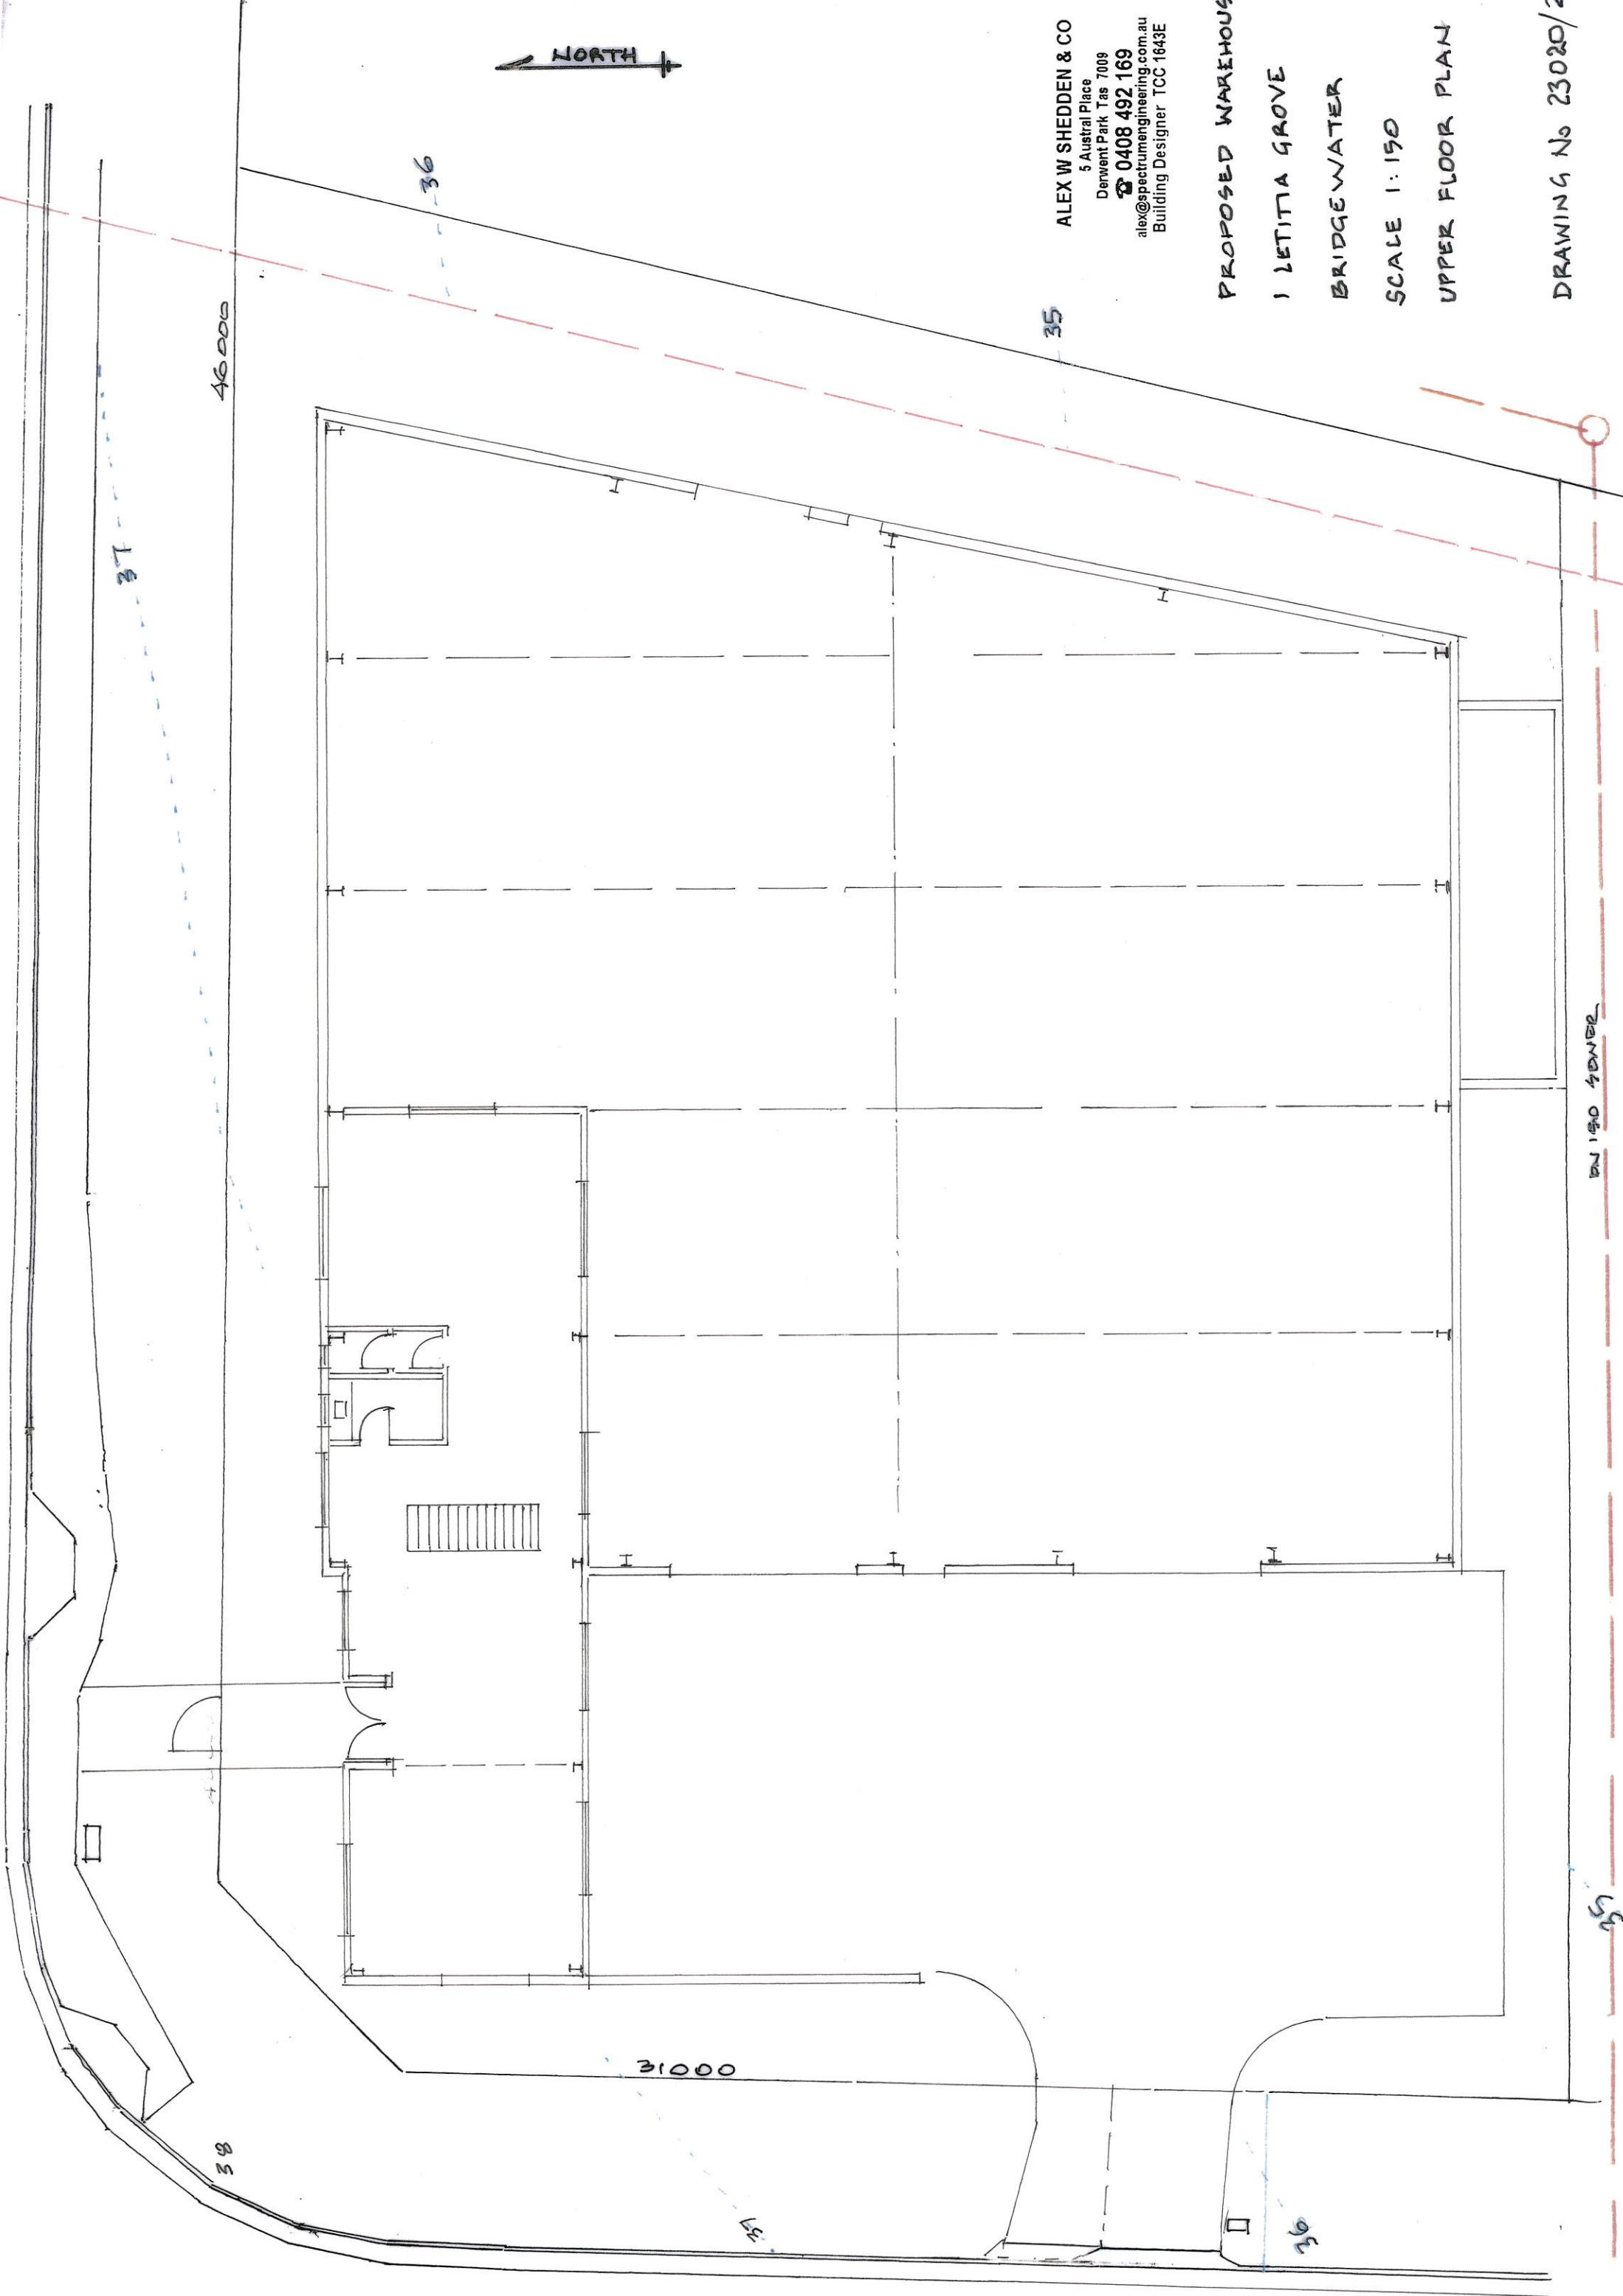 NORTH
46000
37
36
35
38
31000
37
36
35
DN 150 SEWER
ALEX W SHEDDEN & CO
5 Austral Place
Derwent Park Tas 7009
☎ 0408 492 169
alex@spectrumengineering.com.au
Building Designer TCC 1643E
PROPOSED WAREHOUS
1 LETITIA GROVE
BRIDGEWATER
SCALE 1:150
UPPER FLOOR PLAN
DRAWING No 23020/2